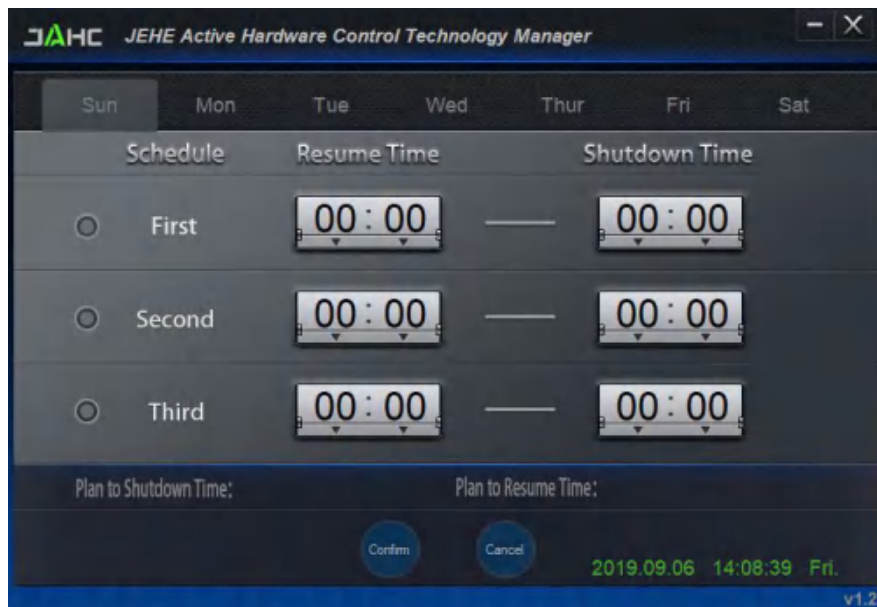 JAHC JEHE Active Hardware Control Technology Manager
Sun Mon Tue Wed Thur Fri Sat
Schedule Resume Time Shutdown Time
First 00:00 00:00
Second 00:00 00:00
Third 00:00 00:00
Plan to Shutdown Time: Plan to Resume Time:
Confirm Cancel
2019.09.06 14:08:39 Fri.
v1.2